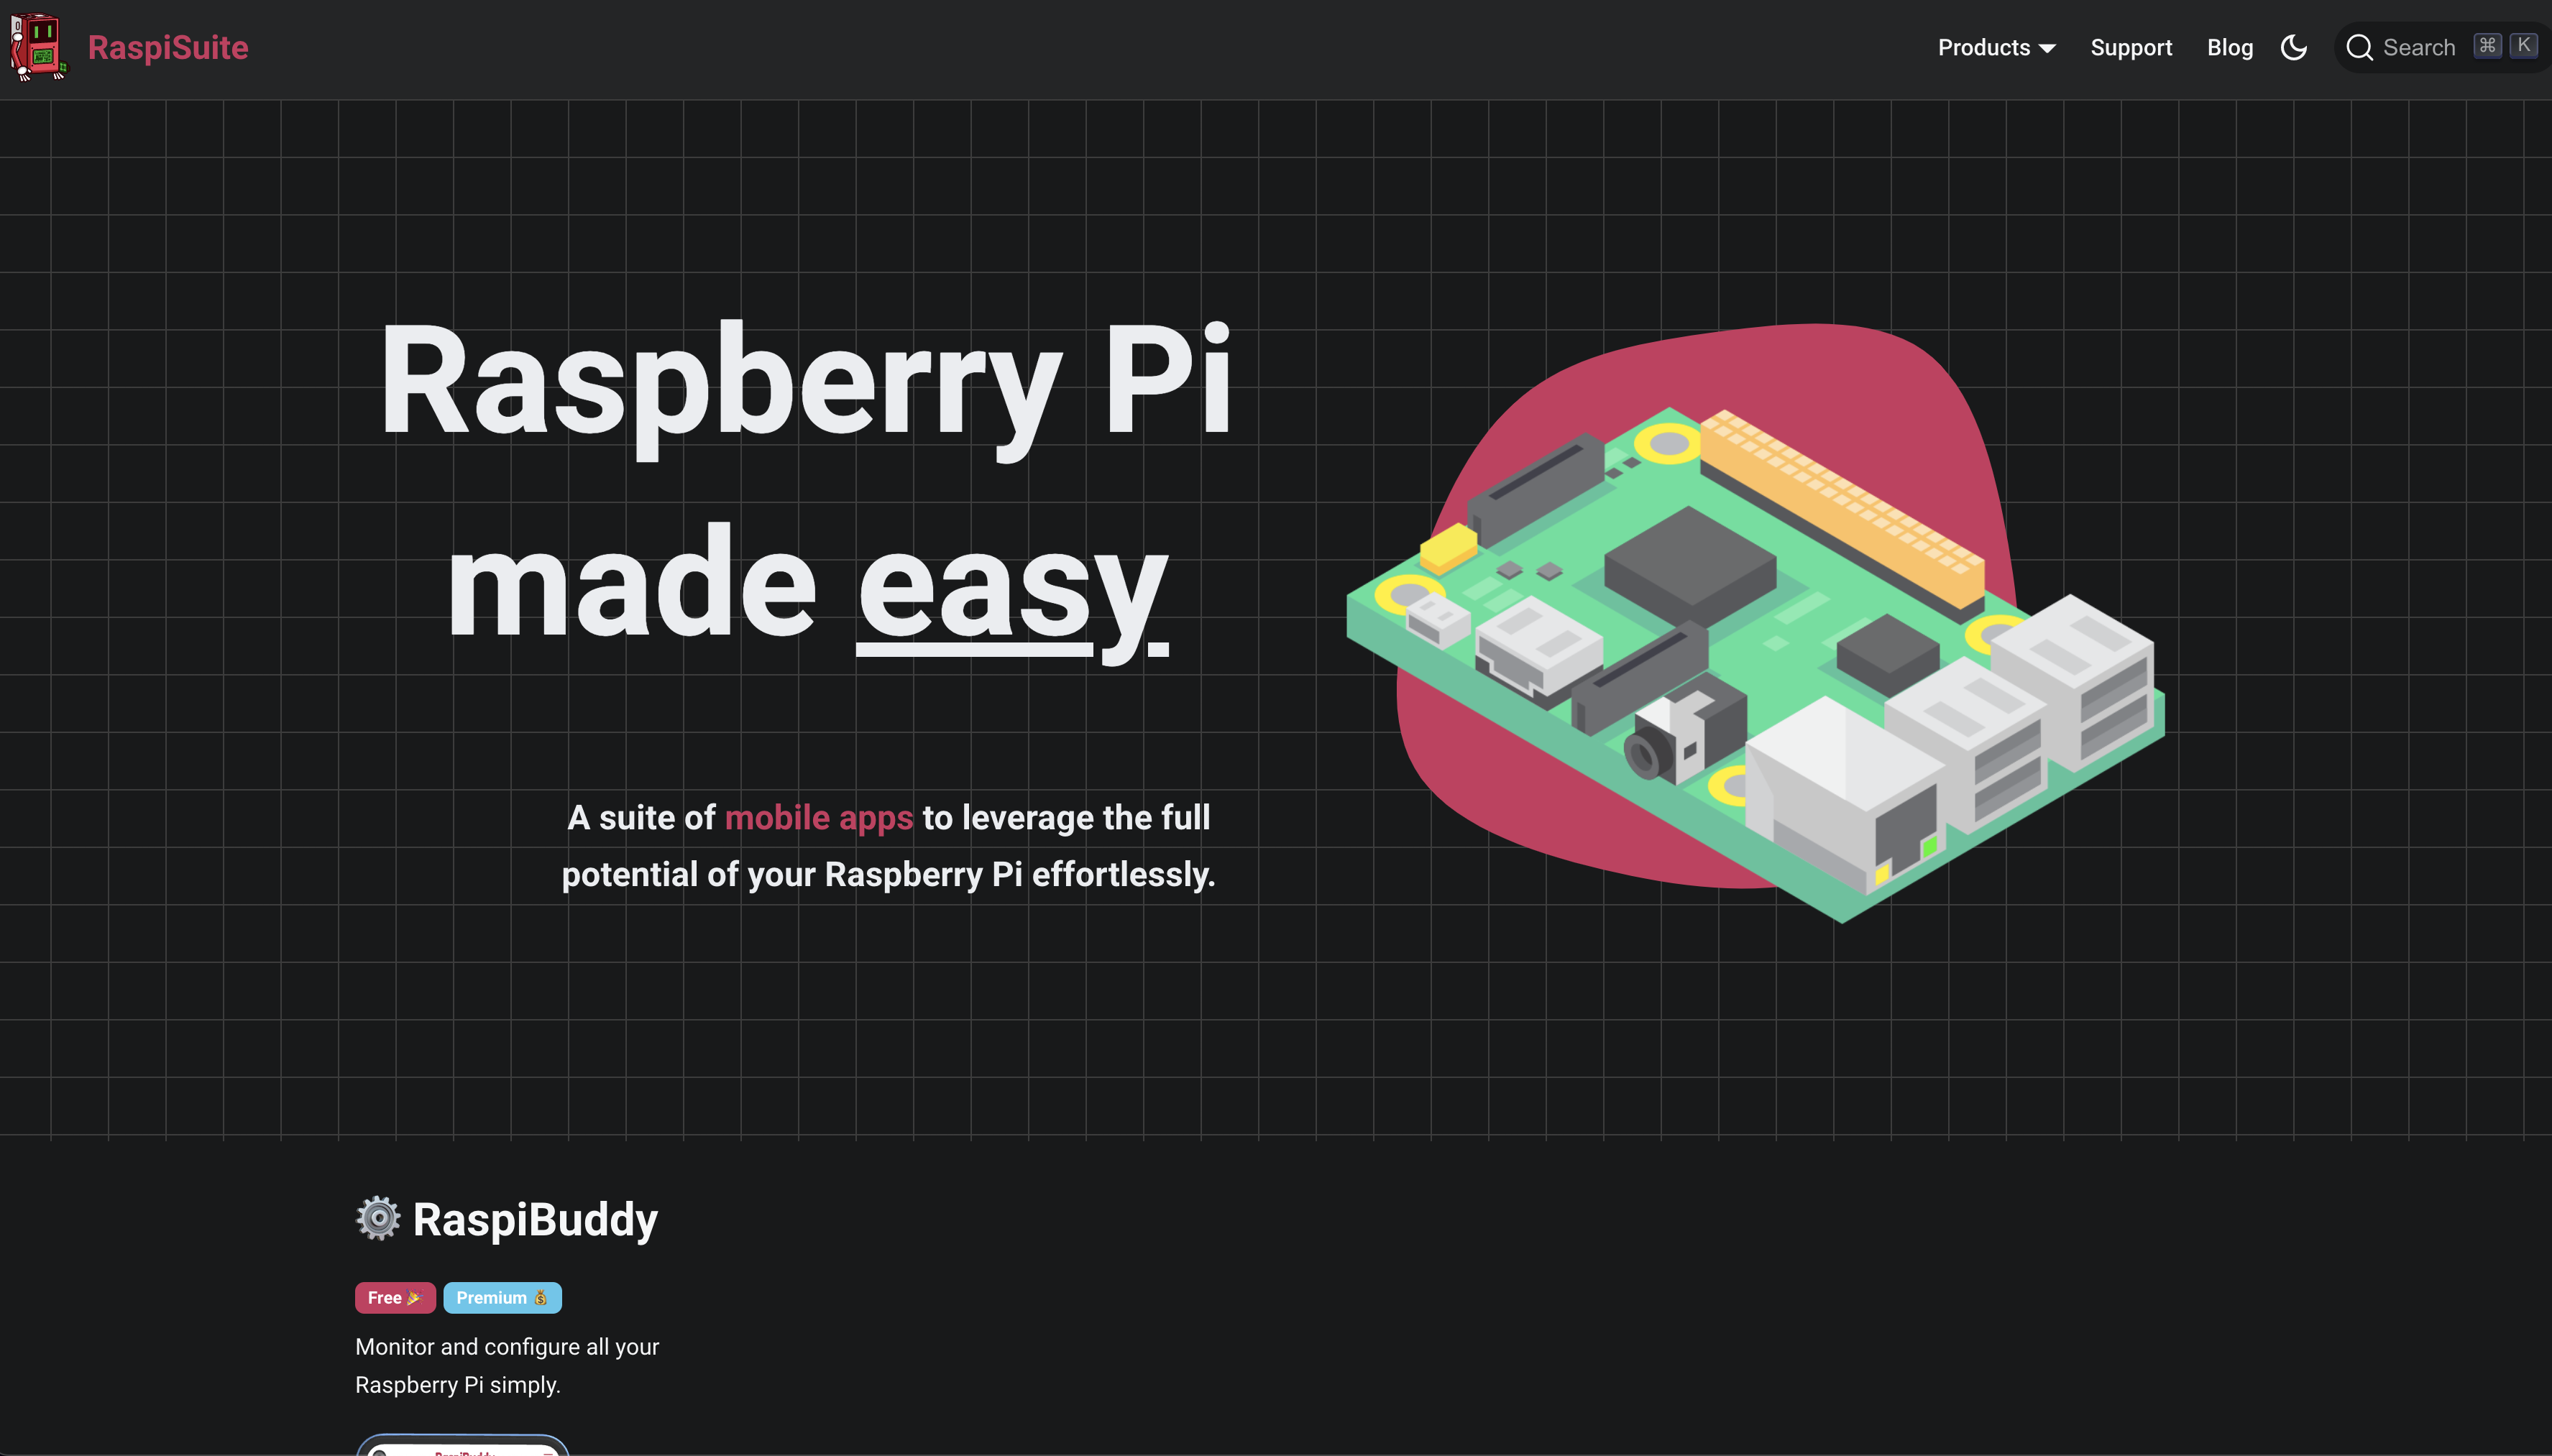 RaspiSuite
Products Support Blog Search ⌘ K
Raspberry Pi
made easy
A suite of mobile apps to leverage the full
potential of your Raspberry Pi effortlessly.
⚙️ RaspiBuddy
Free 🎉 Premium 💰
Monitor and configure all your
Raspberry Pi simply.
RaspiBuddy